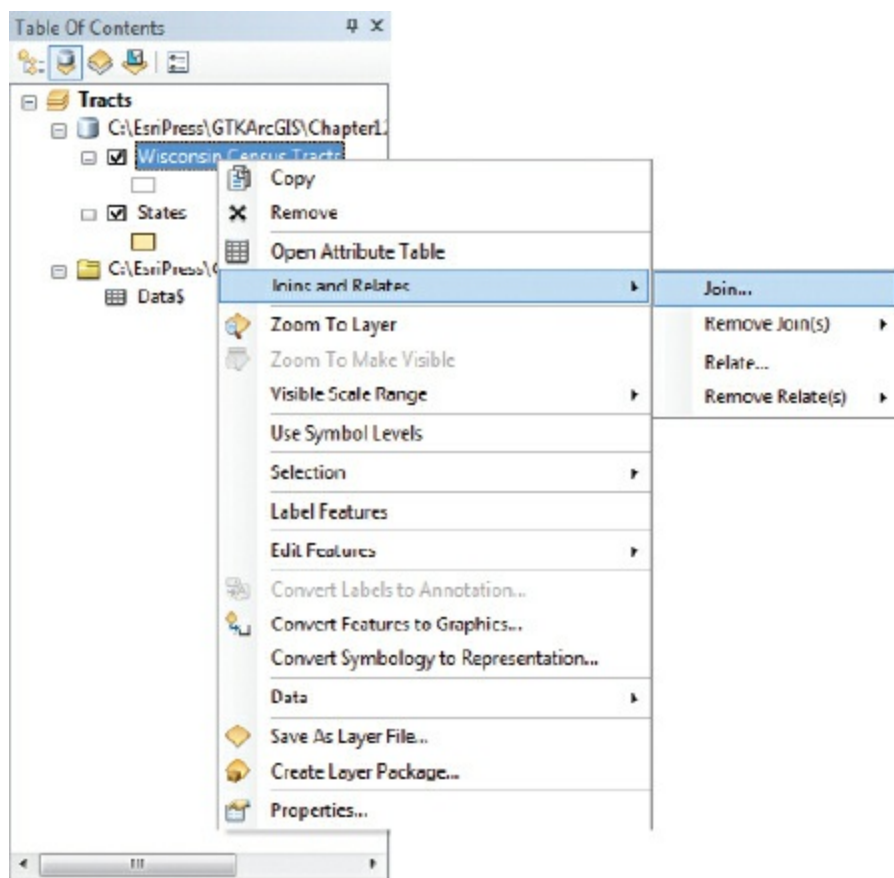 Table Of Contents
Tracts
C:\EsriPress\GTKArcGIS\Chapter12
Wisconsin Census Tracts
States
C:\EsriPress\G
Data$
Copy
Remove
Open Attribute Table
Joins and Relates
Zoom To Layer
Zoom To Make Visible
Visible Scale Range
Use Symbol Levels
Selection
Label Features
Edit Features
Convert Labels to Annotation...
Convert Features to Graphics...
Convert Symbology to Representation...
Data
Save As Layer File...
Create Layer Package...
Properties...
Join...
Remove Join(s)
Relate...
Remove Relate(s)